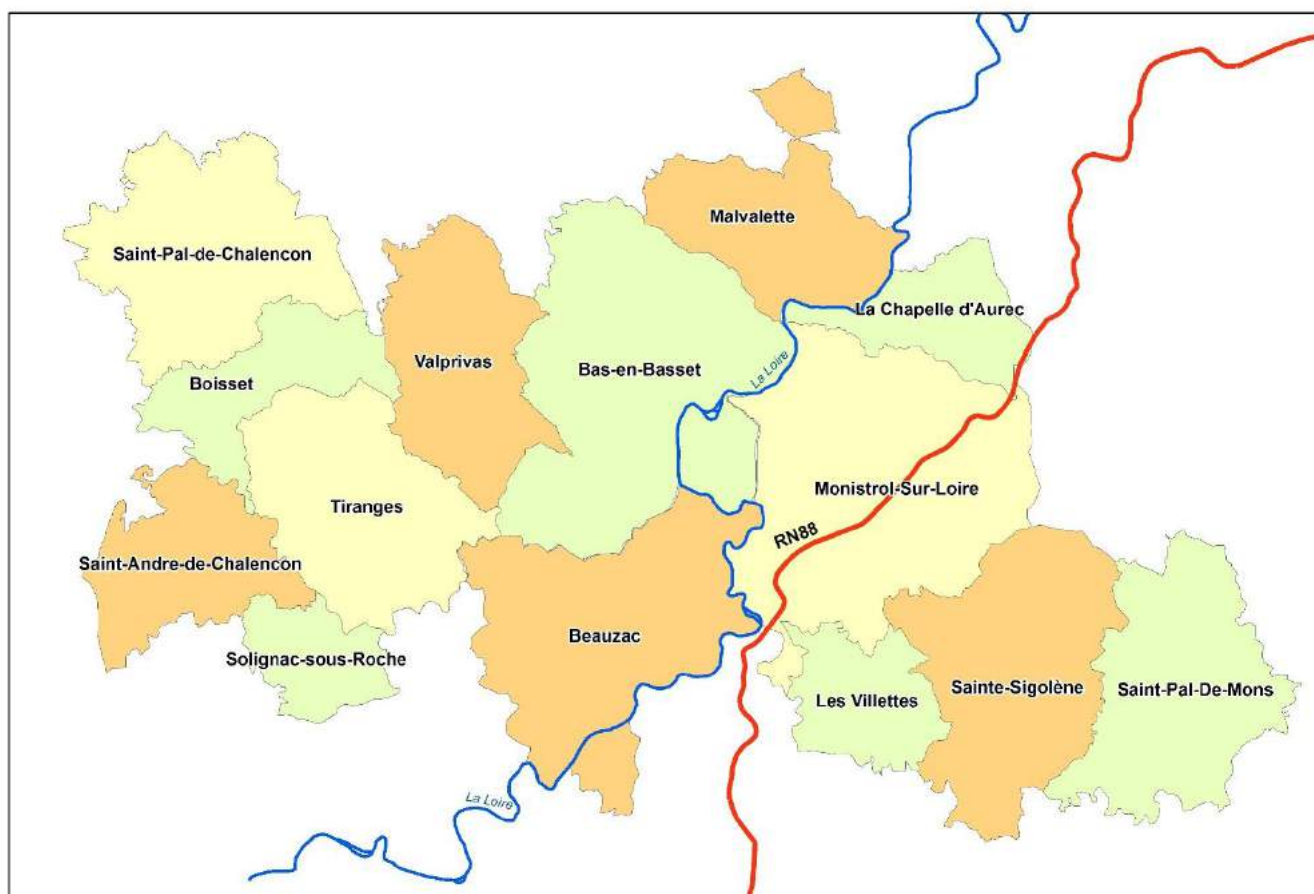 Malvalette
Saint-Pal-de-Chalencon
La Chapelle d'Aurec
La Loire
Valprivas
Bas-en-Basset
Boisset
Monistrol-Sur-Loire
Tiranges
RN88
Saint-Andre-de-Chalencon
Beauzac
Solignac-sous-Roche
Les Villettes
Sainte-Sigolène
Saint-Pal-De-Mons
La Loire